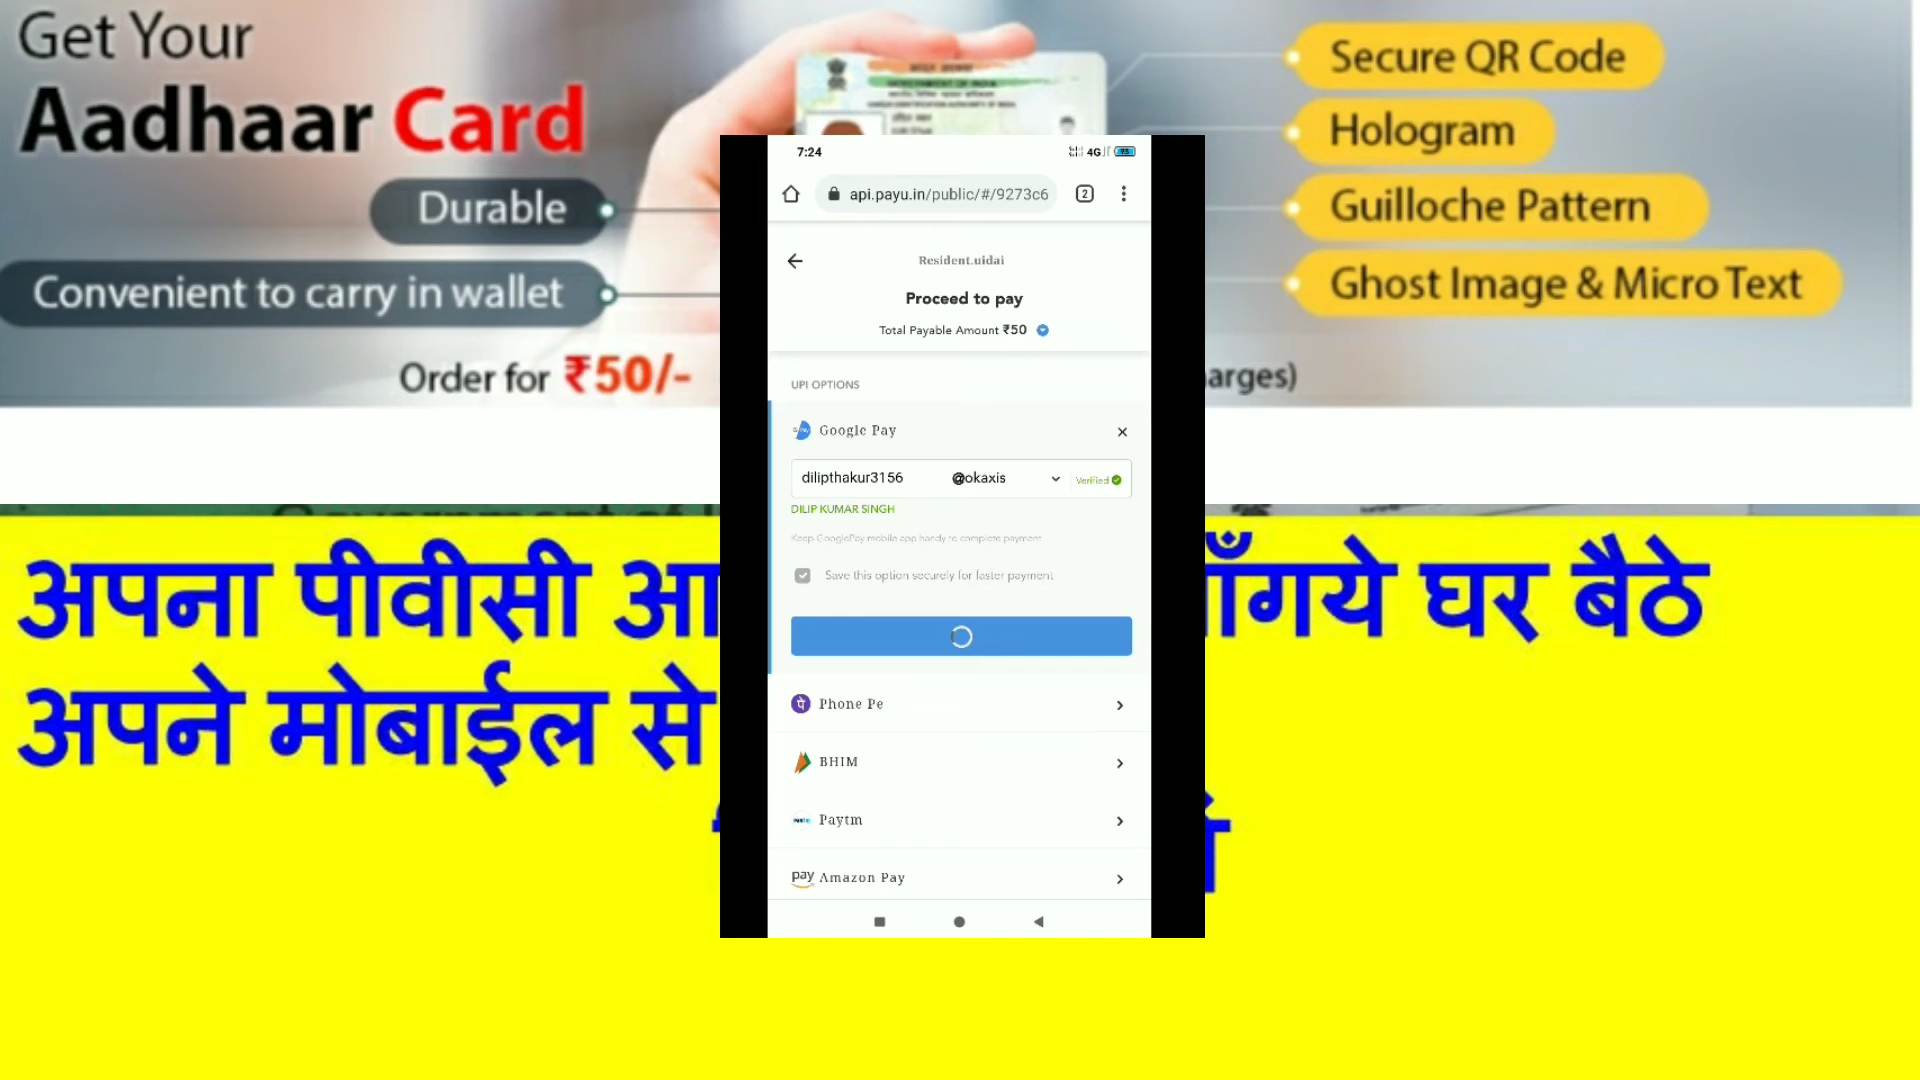 Get Your
Aadhaar Card
Durable
Convenient to carry in wallet
Order for ₹50/-
Secure QR Code
Hologram
Guilloche Pattern
Ghost Image & Micro Text
arges)
7:24
4G
93
api.payu.in/public/#/9273c6
2
Resident.uidai
Proceed to pay
Total Payable Amount ₹50
UPI OPTIONS
Google Pay
dilipthakur3156 @okaxis Verified
DILIP KUMAR SINGH
Keep GooglePay mobile app handy to complete payment
Save this option securely for faster payment
Phone Pe
BHIM
Paytm
pay Amazon Pay
अपना पीवीसी आ
ाँगये घर बैठे
अपने मोबाईल से